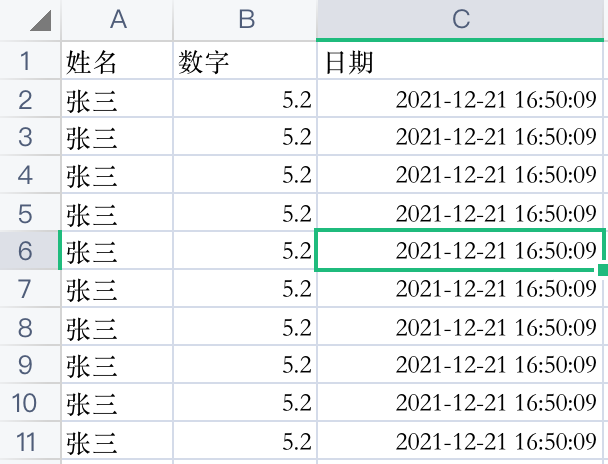 A B C
1 姓名 数字 日期
2 张三 5.2 2021-12-21 16:50:09
3 张三 5.2 2021-12-21 16:50:09
4 张三 5.2 2021-12-21 16:50:09
5 张三 5.2 2021-12-21 16:50:09
6 张三 5.2 2021-12-21 16:50:09
7 张三 5.2 2021-12-21 16:50:09
8 张三 5.2 2021-12-21 16:50:09
9 张三 5.2 2021-12-21 16:50:09
10 张三 5.2 2021-12-21 16:50:09
11 张三 5.2 2021-12-21 16:50:09